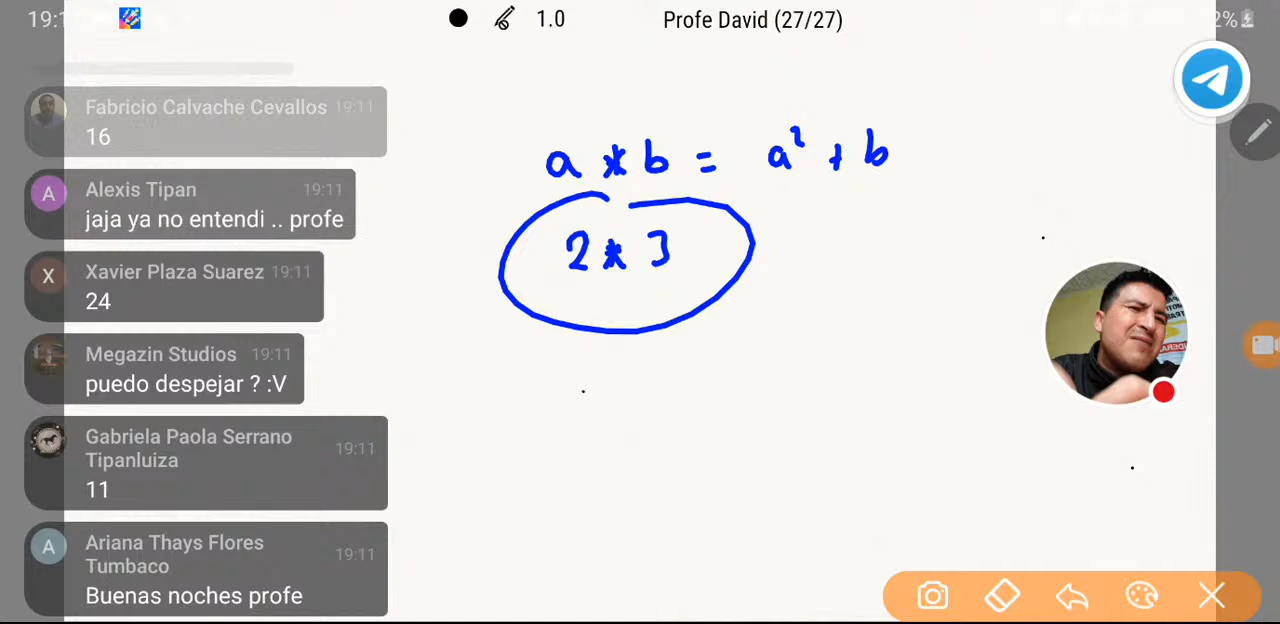 19:1
1.0
Profe David (27/27)
2%
Fabricio Calvache Cevallos 19:11
16
A
Alexis Tipan 19:11
jaja ya no entendi .. profe
X
Xavier Plaza Suarez 19:11
24
Megazin Studios 19:11
puedo despejar ? :V
Gabriela Paola Serrano
Tipanluiza 19:11
11
A
Ariana Thays Flores
Tumbaco 19:11
Buenas noches profe
a * b = a² + b
2 * 3